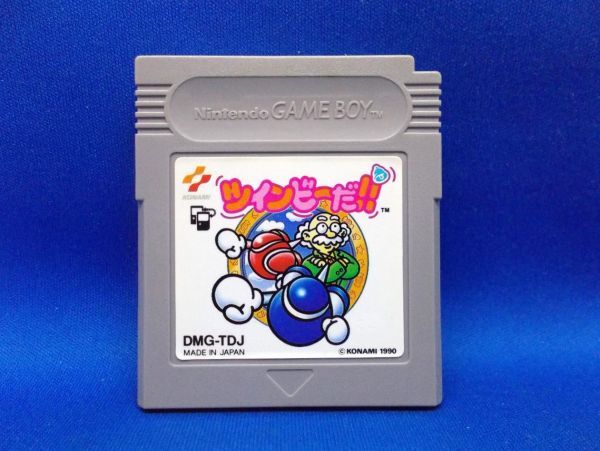 Nintendo GAME BOY™
KONAMI
ツインビーだ!!
™
DMG-TDJ
MADE IN JAPAN
© KONAMI 1990